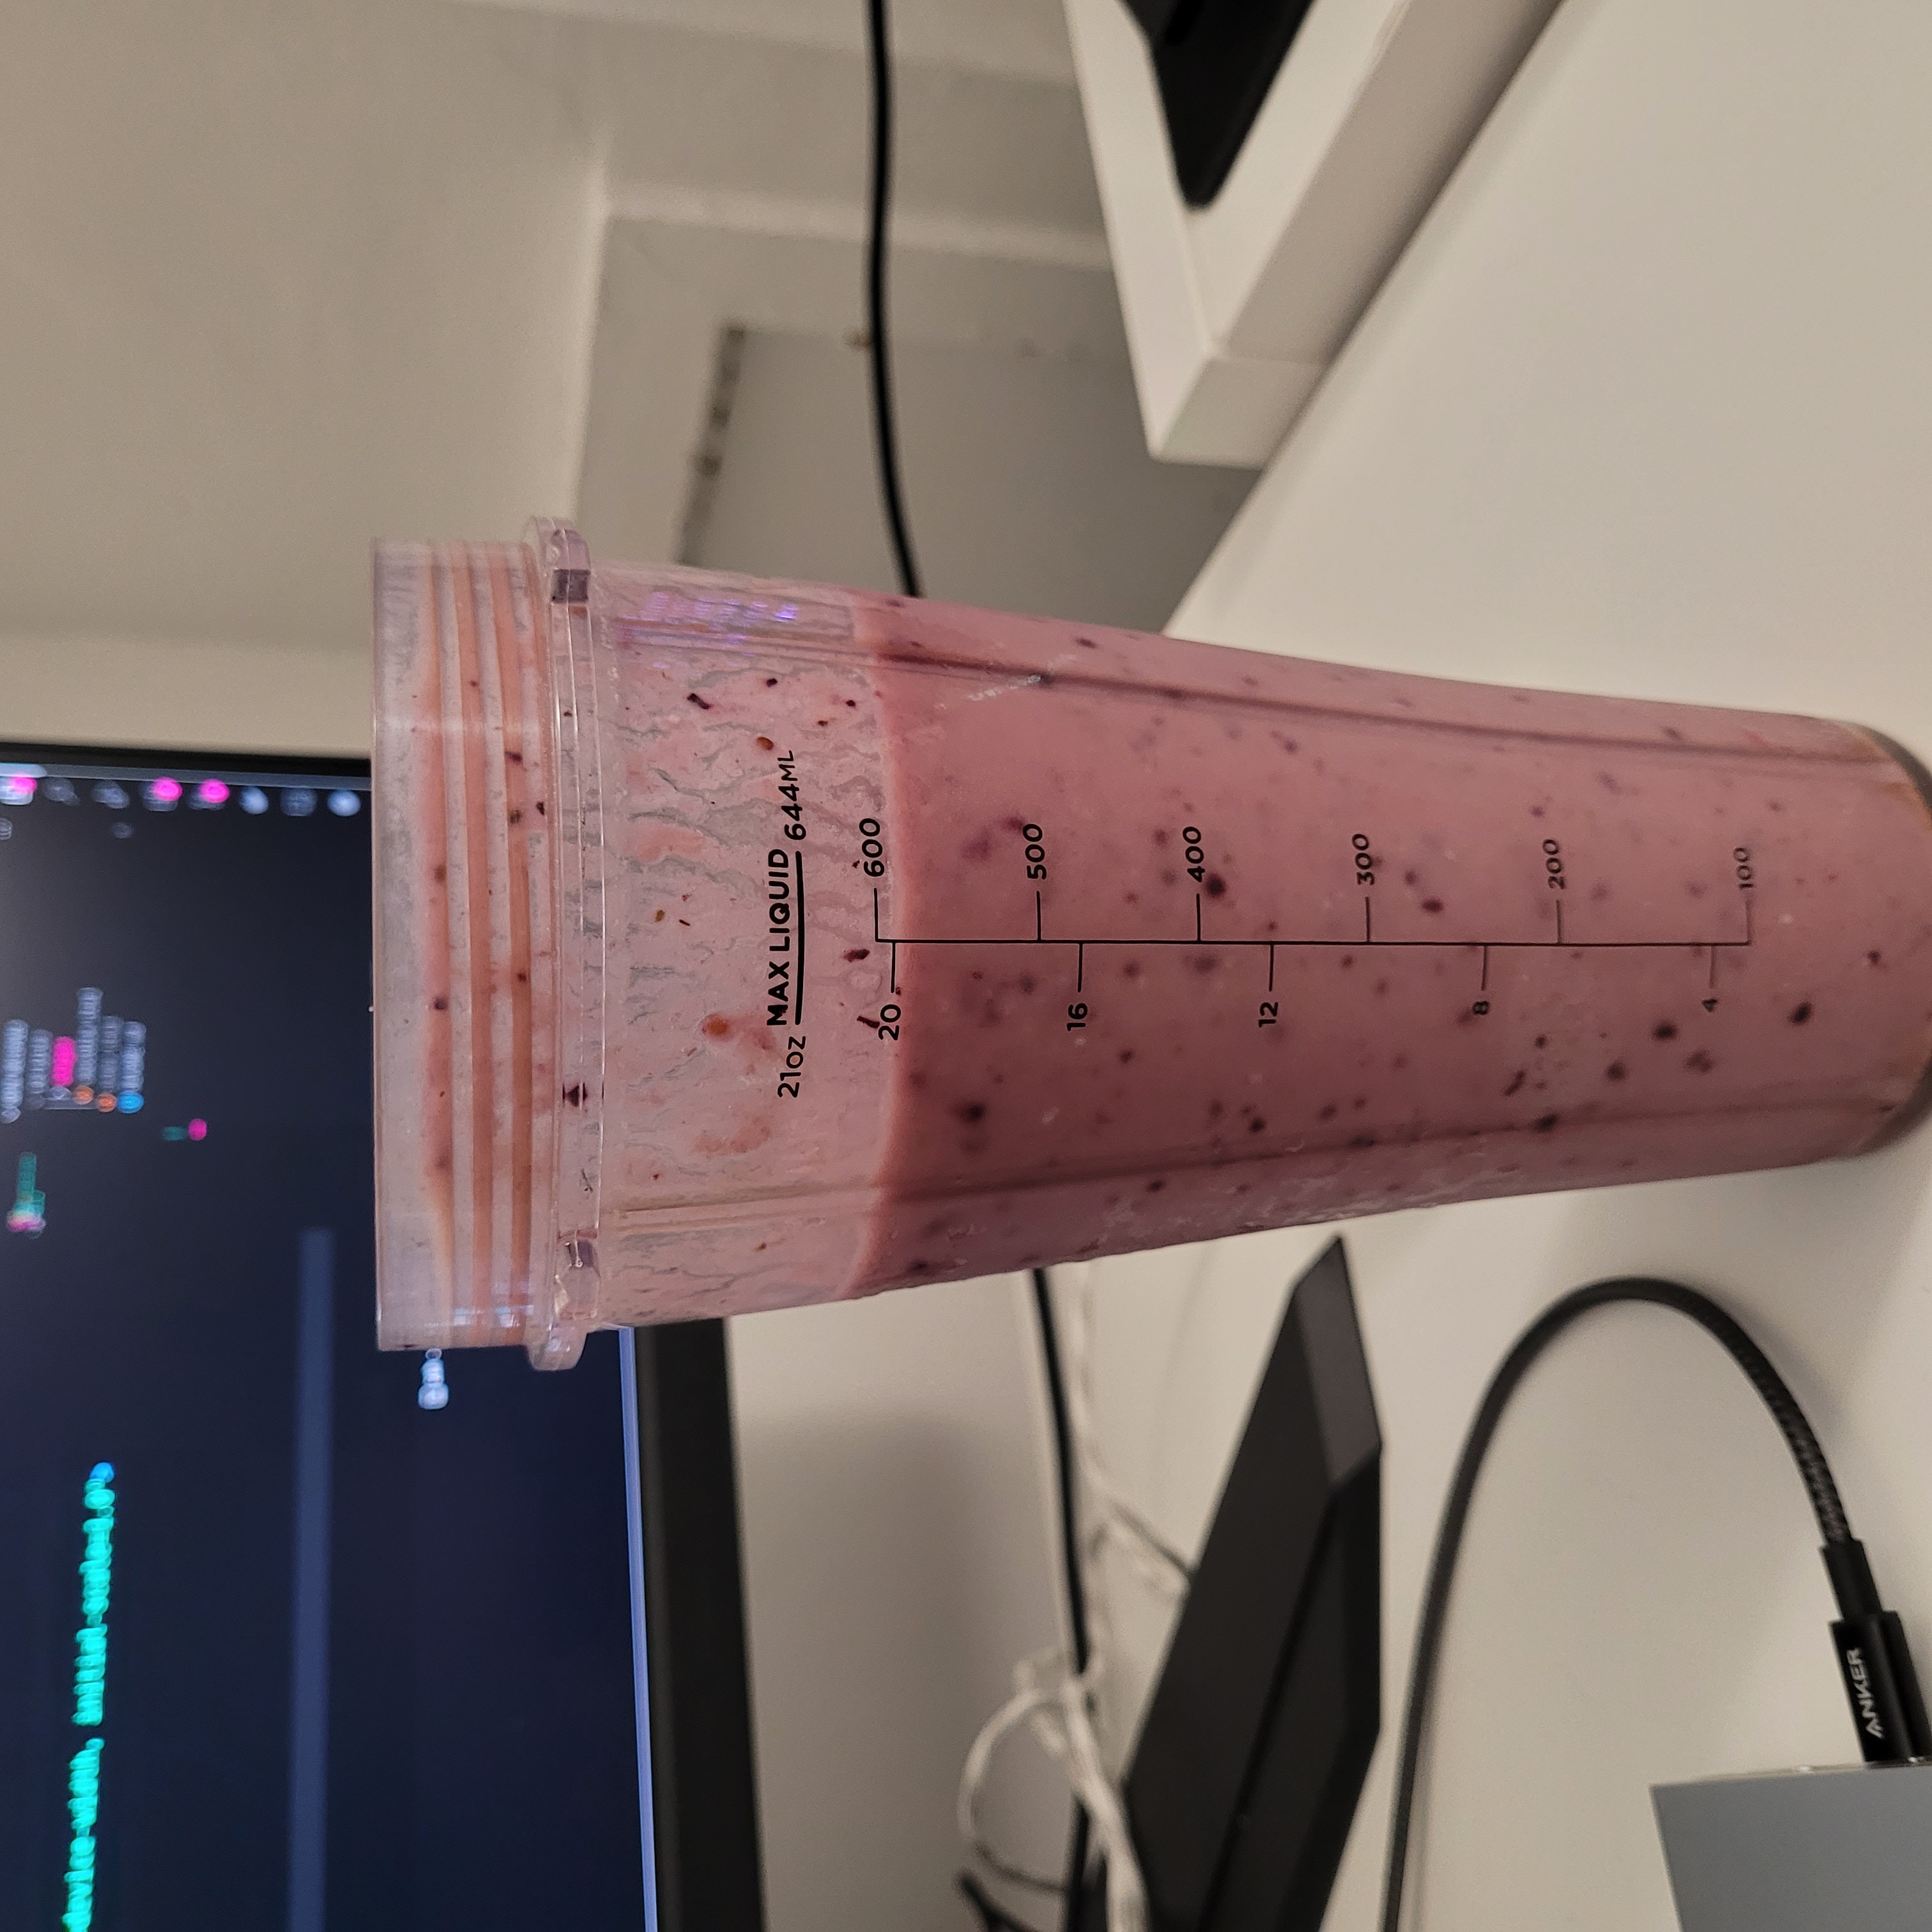 device-width, initial-scale=1.0">
MAX LIQUID
21oz 644ML
600
20
500
16
400
12
300
8
200
4
100
ANKER